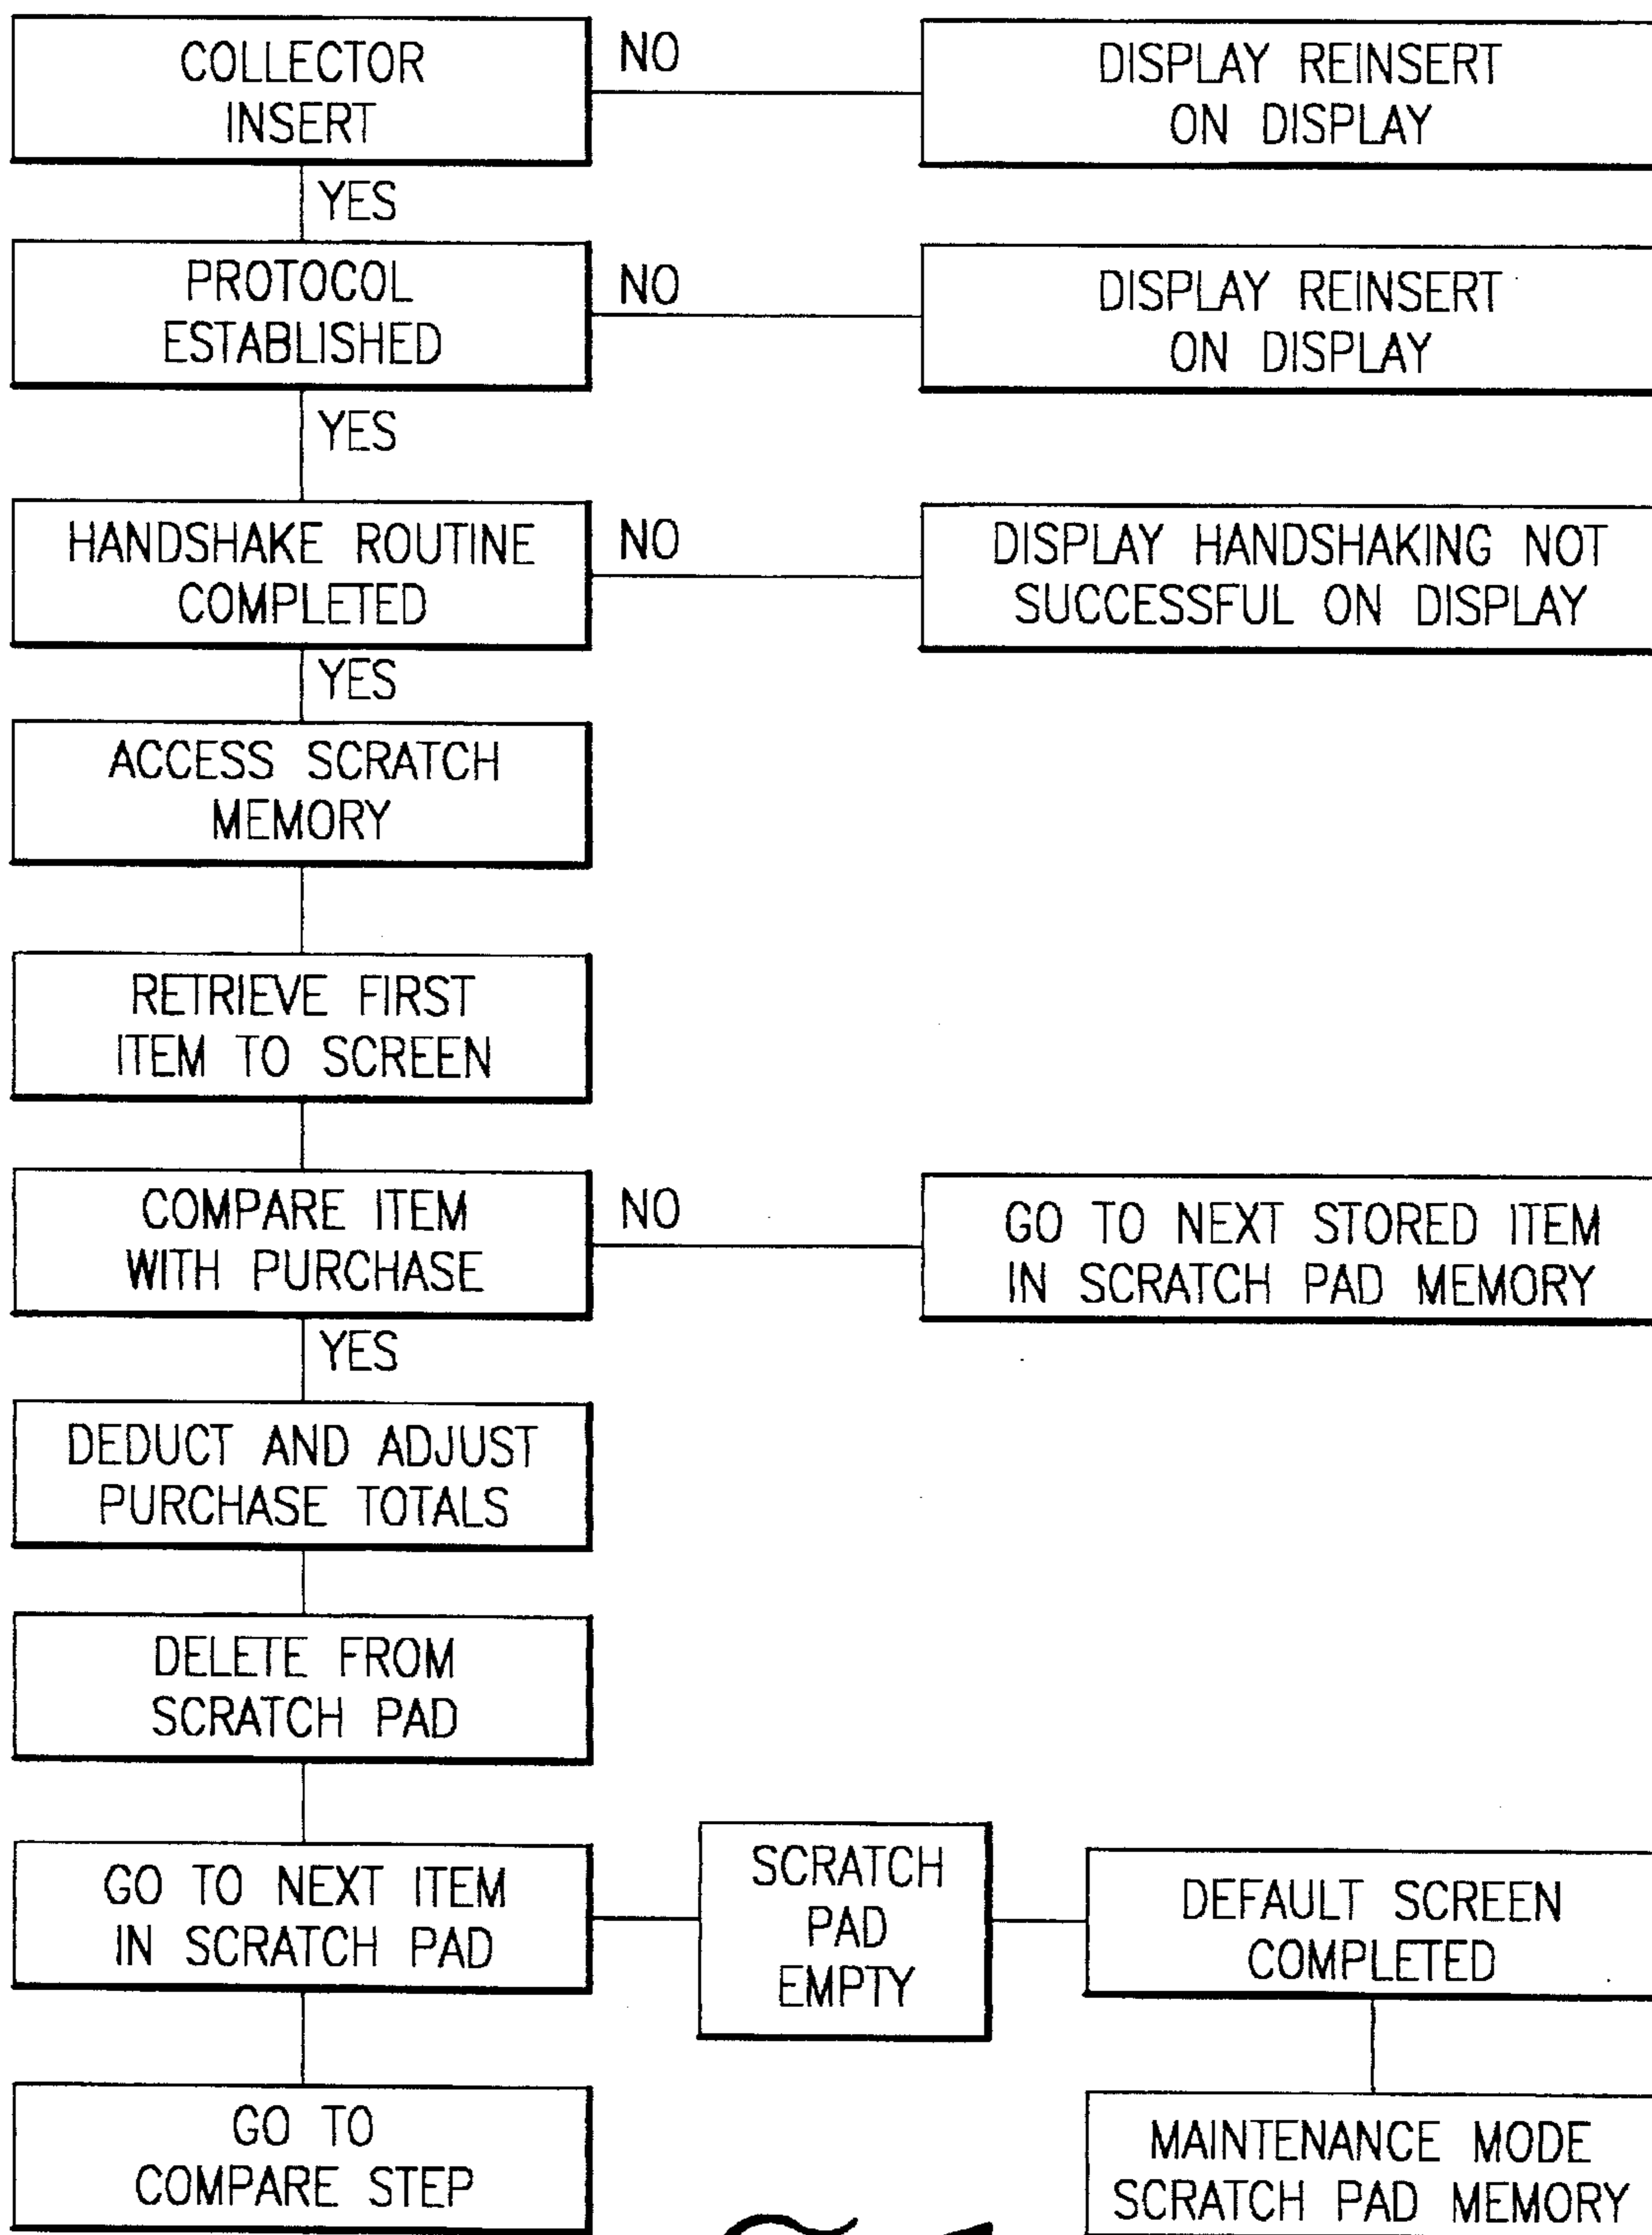 COLLECTOR
INSERT
NO
DISPLAY REINSERT
ON DISPLAY
YES
PROTOCOL
ESTABLISHED
NO
DISPLAY REINSERT
ON DISPLAY
YES
HANDSHAKE ROUTINE
COMPLETED
NO
DISPLAY HANDSHAKING NOT
SUCCESSFUL ON DISPLAY
YES
ACCESS SCRATCH
MEMORY
RETRIEVE FIRST
ITEM TO SCREEN
COMPARE ITEM
WITH PURCHASE
NO
GO TO NEXT STORED ITEM
IN SCRATCH PAD MEMORY
YES
DEDUCT AND ADJUST
PURCHASE TOTALS
DELETE FROM
SCRATCH PAD
GO TO NEXT ITEM
IN SCRATCH PAD
SCRATCH
PAD
EMPTY
DEFAULT SCREEN
COMPLETED
GO TO
COMPARE STEP
MAINTENANCE MODE
SCRATCH PAD MEMORY